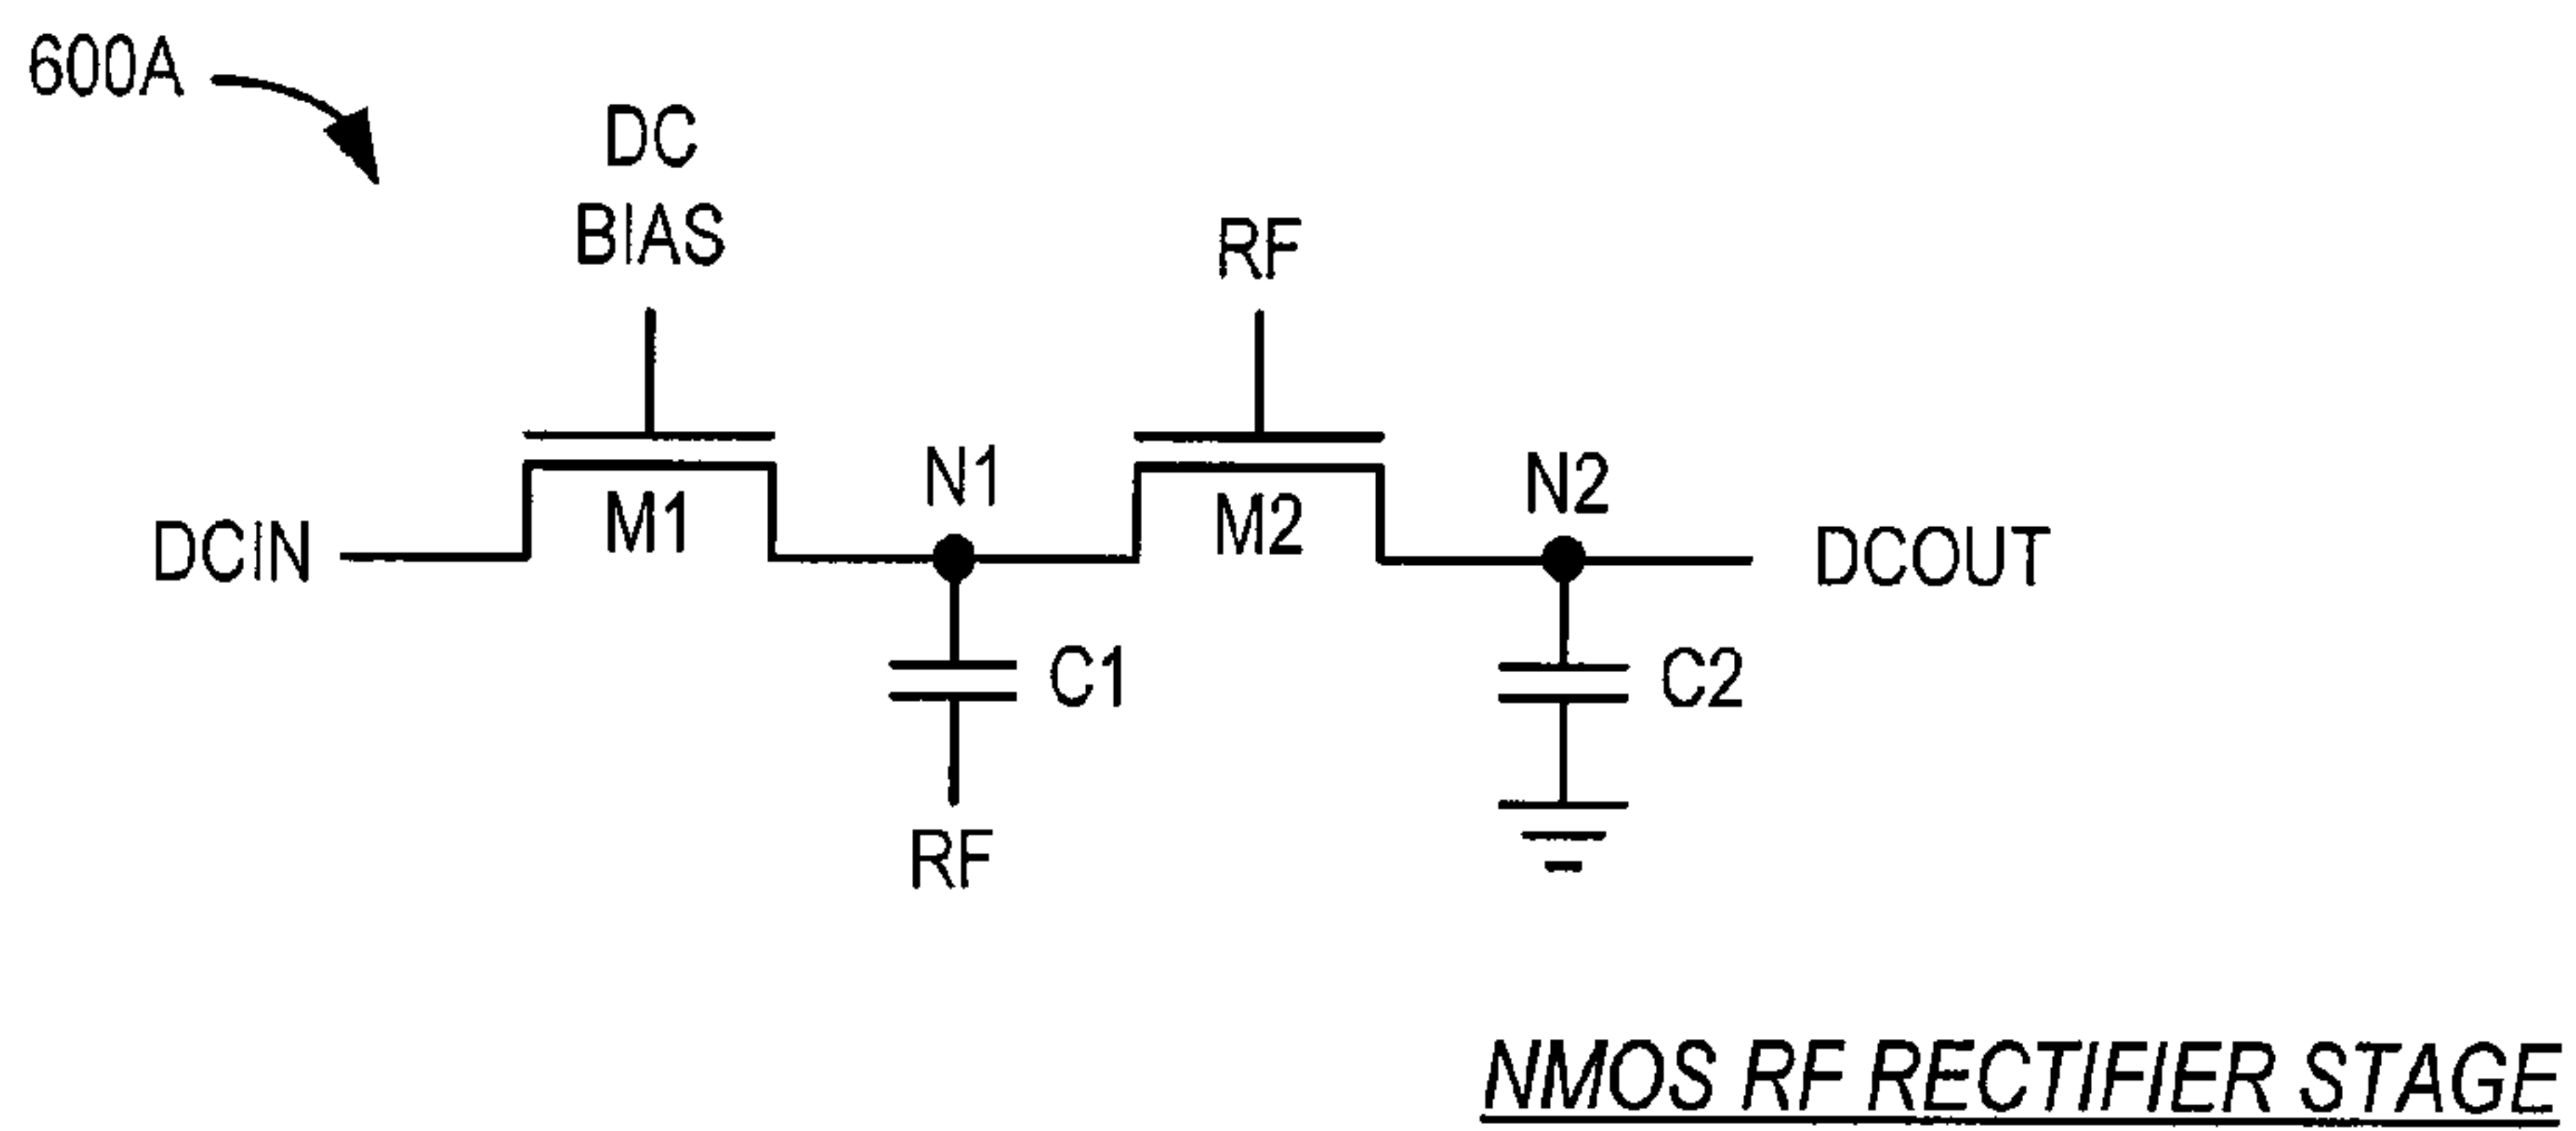 600A
DC
BIAS
RF
N1
N2
M1
M2
DCIN
DCOUT
C1
C2
RF
NMOS RF RECTIFIER STAGE